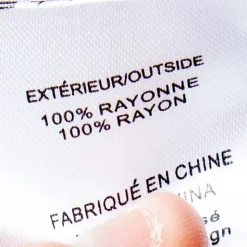 EXTÉRIEUR/OUTSIDE
100% RAYONNE
100% RAYON
FABRIQUÉ EN CHINE